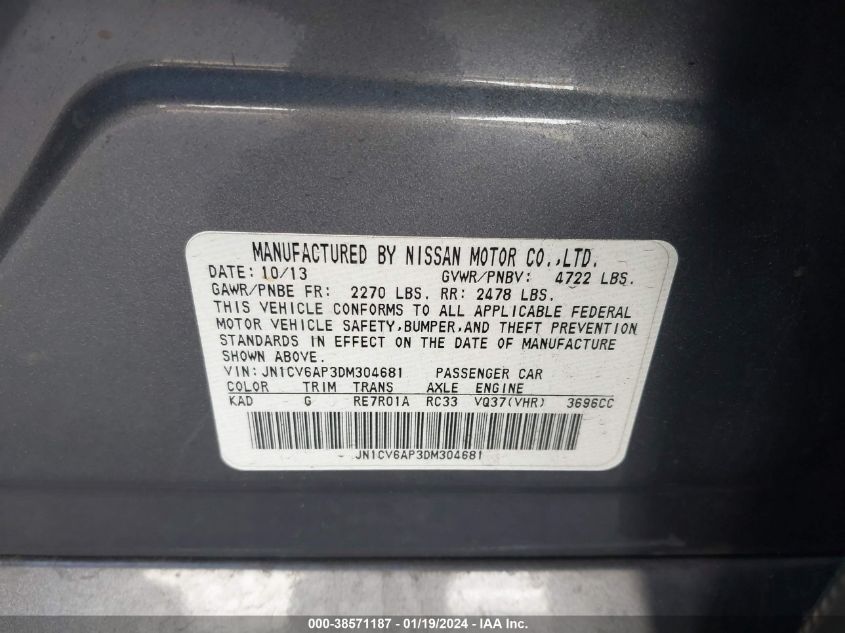 MANUFACTURED BY NISSAN MOTOR CO.,LTD.
DATE: 10/13 GVWR/PNBV: 4722 LBS.
GAWR/PNBE FR: 2270 LBS. RR: 2478 LBS.
THIS VEHICLE CONFORMS TO ALL APPLICABLE FEDERAL
MOTOR VEHICLE SAFETY,BUMPER,AND THEFT PREVENTION
STANDARDS IN EFFECT ON THE DATE OF MANUFACTURE
SHOWN ABOVE.
VIN: JN1CV6AP3DM304681 PASSENGER CAR
COLOR TRIM TRANS AXLE ENGINE
KAD G RE7R01A RC33 VQ37(VHR) 3696CC
JN1CV6AP3DM304681
000-38571187 - 01/19/2024 - IAA Inc.